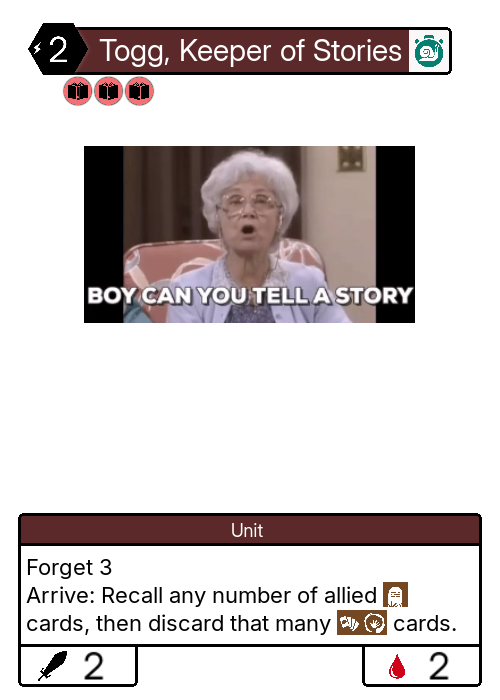 2 Togg, Keeper of Stories
BOY CAN YOU TELL A STORY
Unit
Forget 3
Arrive: Recall any number of allied
cards, then discard that many cards.
2 2